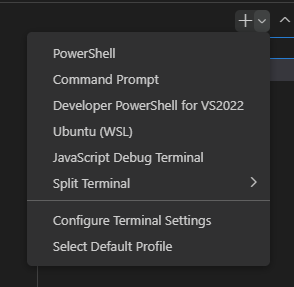 PowerShell
Command Prompt
Developer PowerShell for VS2022
Ubuntu (WSL)
JavaScript Debug Terminal
Split Terminal
Configure Terminal Settings
Select Default Profile